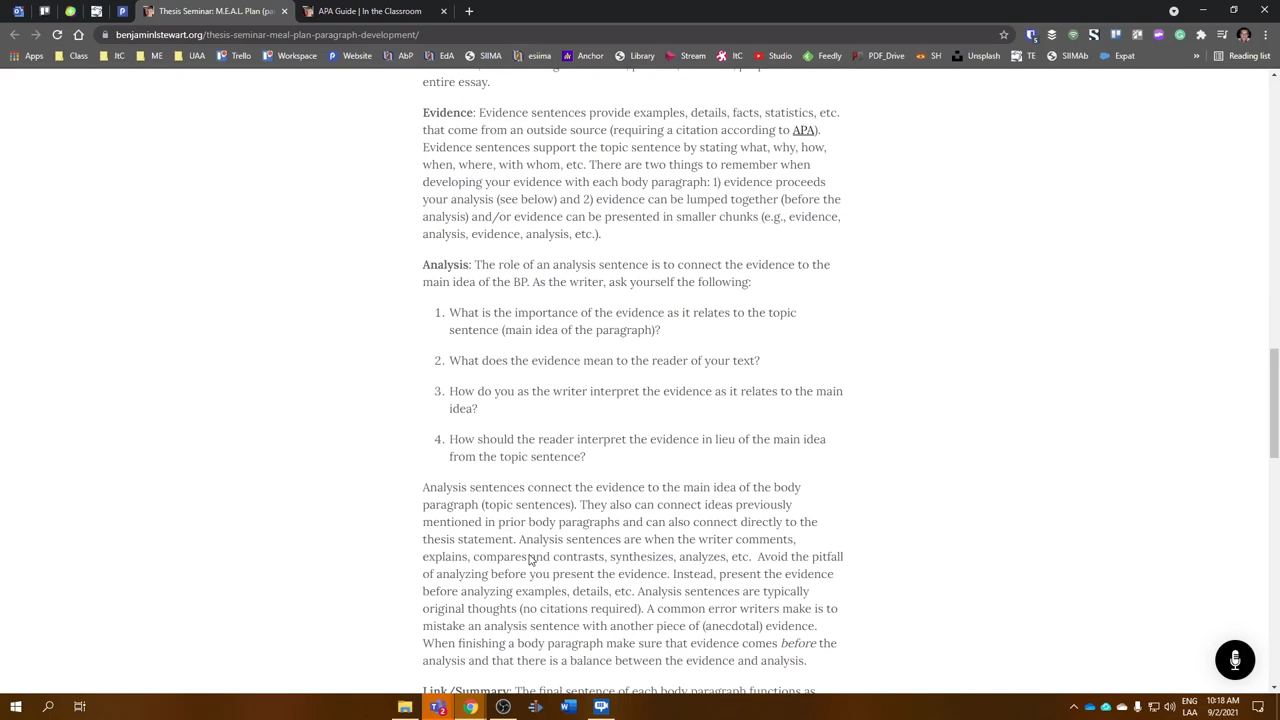 Thesis Seminar: M.E.A.L. Plan (pa
APA Guide | In the Classroom
benjaminlstewart.org/thesis-seminar-meal-plan-paragraph-development/
Apps
Class
ItC
ME
UAA
Trello
Workspace
Website
AbP
EdA
SIIMA
esiima
Anchor
Library
Stream
ItC
Studio
Feedly
PDF_Drive
SH
Unsplash
TE
SIIMAb
Expat
Reading list
entire essay.
Evidence: Evidence sentences provide examples, details, facts, statistics, etc.
that come from an outside source (requiring a citation according to APA).
Evidence sentences support the topic sentence by stating what, why, how,
when, where, with whom, etc. There are two things to remember when
developing your evidence with each body paragraph: 1) evidence proceeds
your analysis (see below) and 2) evidence can be lumped together (before the
analysis) and/or evidence can be presented in smaller chunks (e.g., evidence,
analysis, evidence, analysis, etc.).
Analysis: The role of an analysis sentence is to connect the evidence to the
main idea of the BP. As the writer, ask yourself the following:
1. What is the importance of the evidence as it relates to the topic
sentence (main idea of the paragraph)?
2. What does the evidence mean to the reader of your text?
3. How do you as the writer interpret the evidence as it relates to the main
idea?
4. How should the reader interpret the evidence in lieu of the main idea
from the topic sentence?
Analysis sentences connect the evidence to the main idea of the body
paragraph (topic sentences). They also can connect ideas previously
mentioned in prior body paragraphs and can also connect directly to the
thesis statement. Analysis sentences are when the writer comments,
explains, compares and contrasts, synthesizes, analyzes, etc. Avoid the pitfall
of analyzing before you present the evidence. Instead, present the evidence
before analyzing examples, details, etc. Analysis sentences are typically
original thoughts (no citations required). A common error writers make is to
mistake an analysis sentence with another piece of (anecdotal) evidence.
When finishing a body paragraph make sure that evidence comes before the
analysis and that there is a balance between the evidence and analysis.
Link/Summary: The final sentence of each body paragraph functions as
ENG
LAA
10:18 AM
9/2/2021